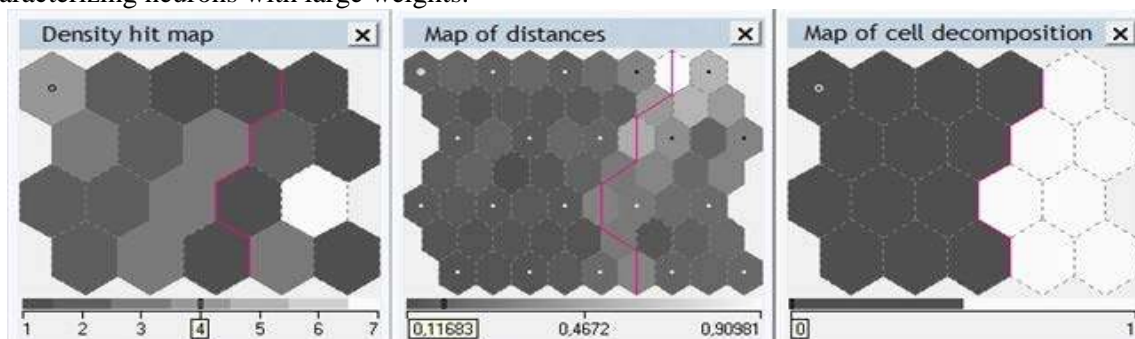 aracterizing neurons with large weights.
Density hit map
Map of distances
Map of cell decomposition
1 2 3 4 5 6 7
0,11683 0,4672 0,90981
0 1